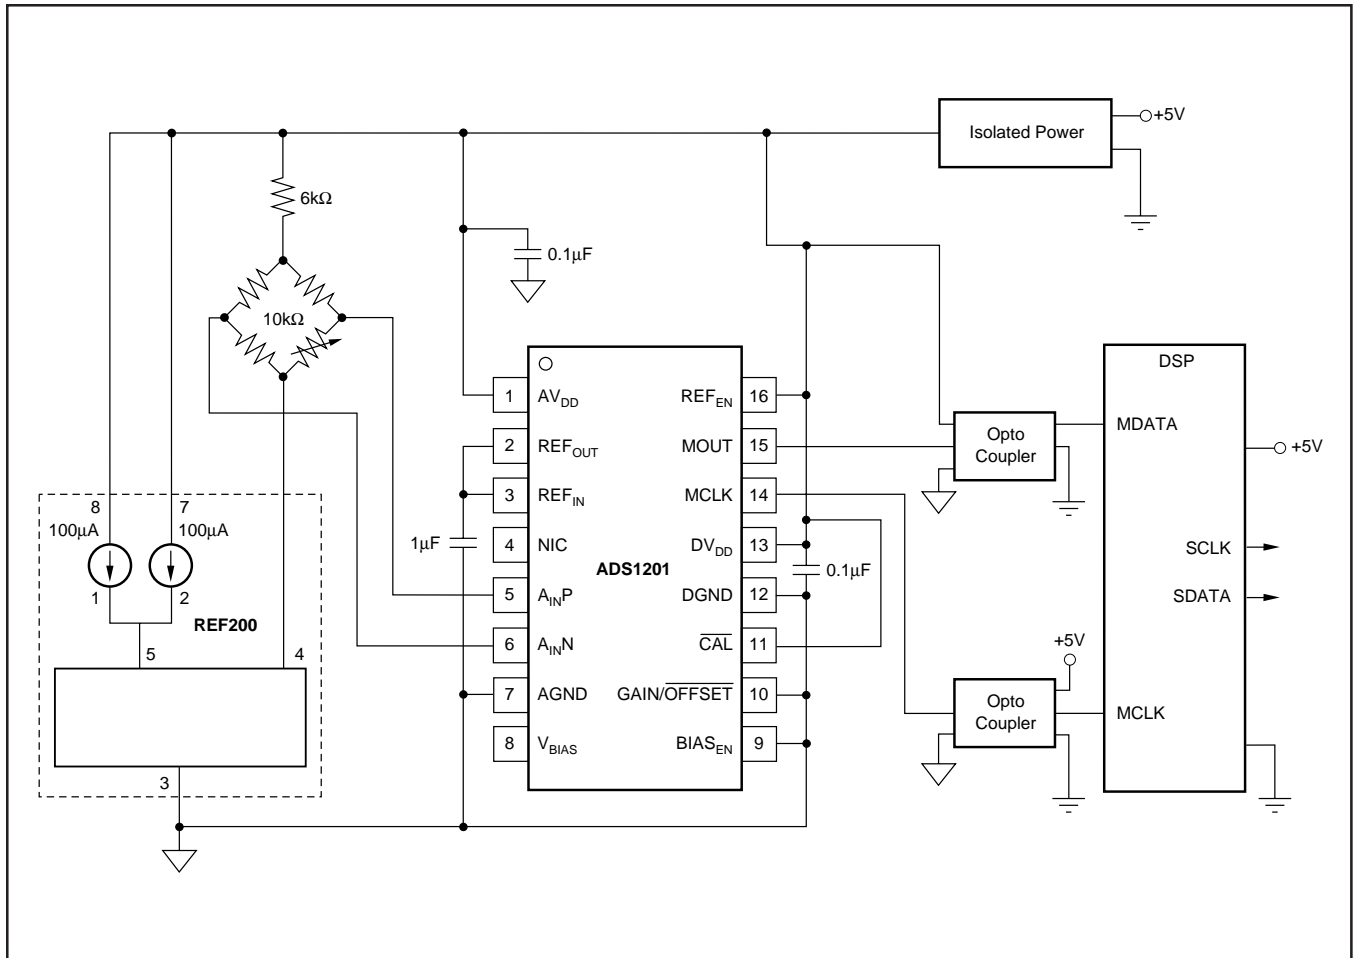 Isolated Power
+5V
6kΩ
0.1µF
10kΩ
DSP
1 AV_DD REF_EN 16
2 REF_OUT MOUT 15
3 REF_IN MCLK 14
4 NIC DV_DD 13
5 A_INP DGND 12
6 A_INN C̅A̅L̅ 11
7 AGND GAIN/O̅F̅F̅S̅E̅T̅ 10
8 V_BIAS BIAS_EN 9
ADS1201
1µF
0.1µF
Opto
Coupler
MDATA
+5V
SCLK
SDATA
+5V
Opto
Coupler
MCLK
8 7
100µA 100µA
1 2
REF200
5 4
3